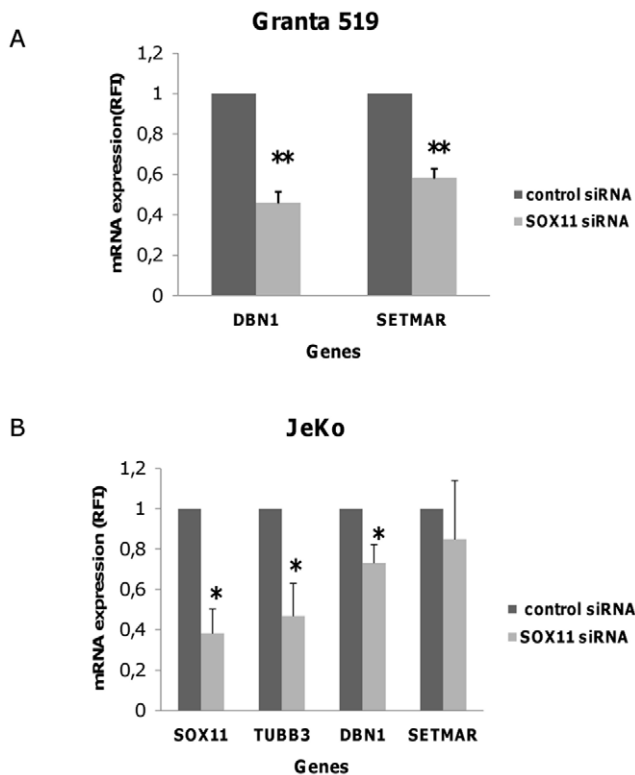 A
Granta 519
mRNA expression(RFI)
1,2
1
0,8
0,6
0,4
0,2
0
** **
DBN1 SETMAR
Genes
control siRNA
SOX11 siRNA
B
JeKo
mRNA expression (RFI)
1,2
1
0,8
0,6
0,4
0,2
0
* * *
SOX11 TUBB3 DBN1 SETMAR
Genes
control siRNA
SOX11 siRNA